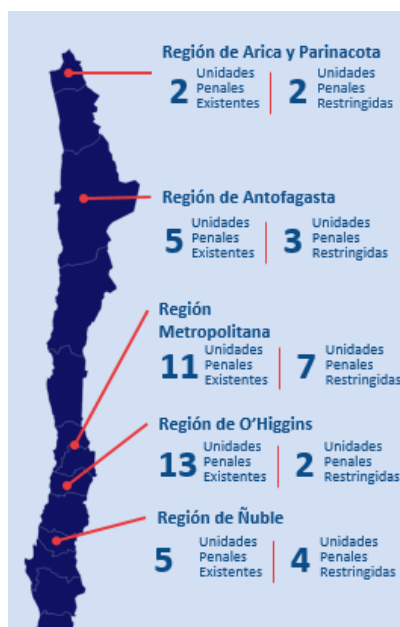 Región de Arica y Parinacota
2 Unidades Penales Existentes
2 Unidades Penales Restringidas
Región de Antofagasta
5 Unidades Penales Existentes
3 Unidades Penales Restringidas
Región
Metropolitana
11 Unidades Penales Existentes
7 Unidades Penales Restringidas
Región de O'Higgins
13 Unidades Penales Existentes
2 Unidades Penales Restringidas
Región de Ñuble
5 Unidades Penales Existentes
4 Unidades Penales Restringidas